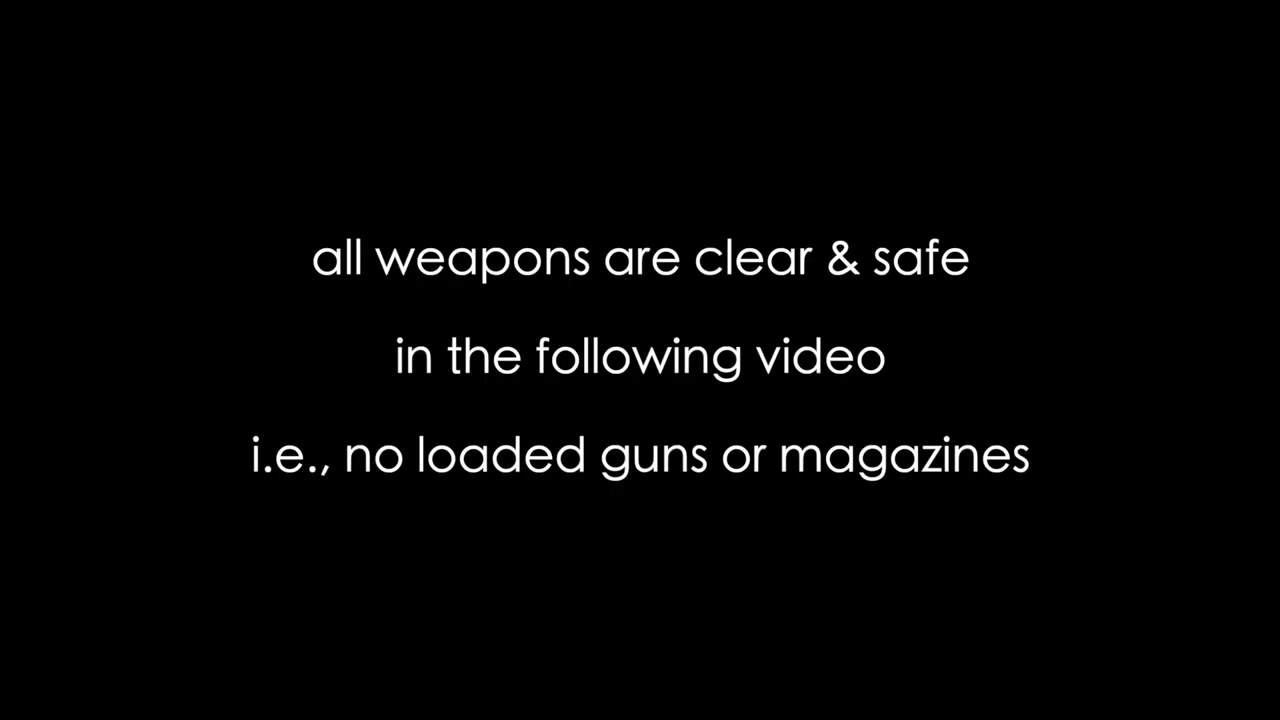 all weapons are clear & safe
in the following video
i.e., no loaded guns or magazines